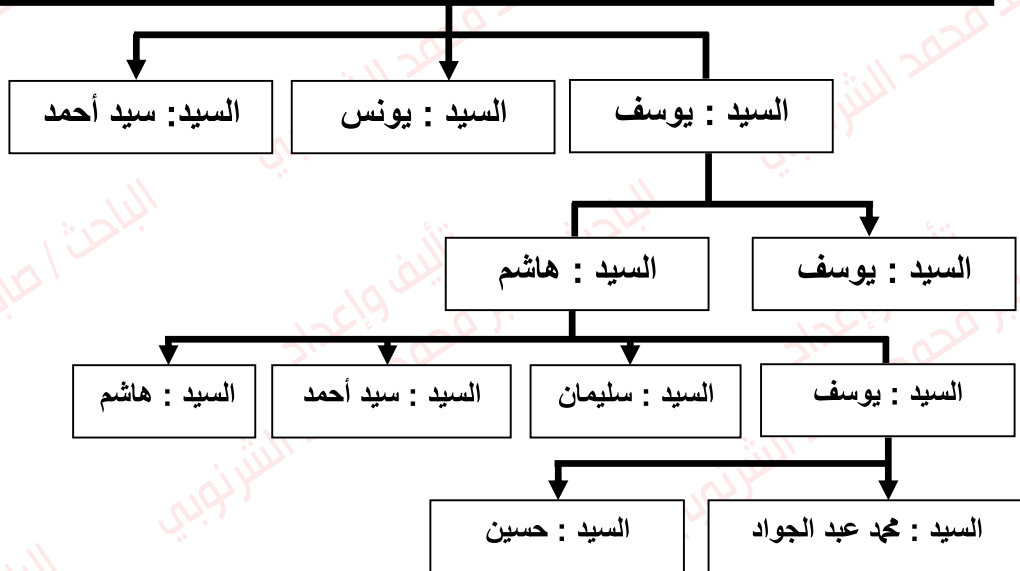 السيد : يوسف
السيد : يونس
السيد: سيد أحمد
السيد : يوسف
السيد : هاشم
السيد : يوسف
السيد : سليمان
السيد : سيد أحمد
السيد : هاشم
السيد : محمد عبد الجواد
السيد : حسين